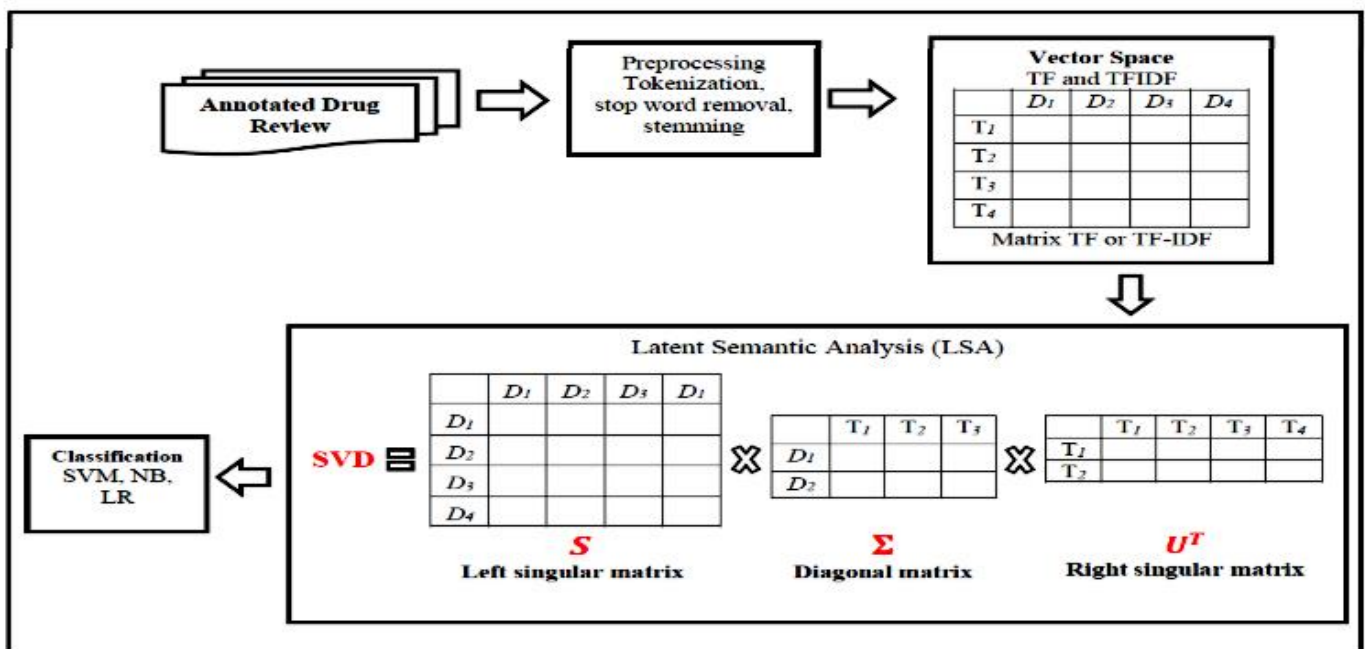 Annotated Drug
Review
Preprocessing
Tokenization,
stop word removal,
stemming
Vector Space
TF and TFIDF
D1 D2 D3 D4
T1
T2
T3
T4
Matrix TF or TF-IDF
Latent Semantic Analysis (LSA)
Classification
SVM, NB,
LR
SVD =
D1 D2 D3 D1
D1
D2
D3
D4
S
Left singular matrix
T1 T2 T3
D1
D2
Σ
Diagonal matrix
T1 T2 T3 T4
T1
T2
U^T
Right singular matrix